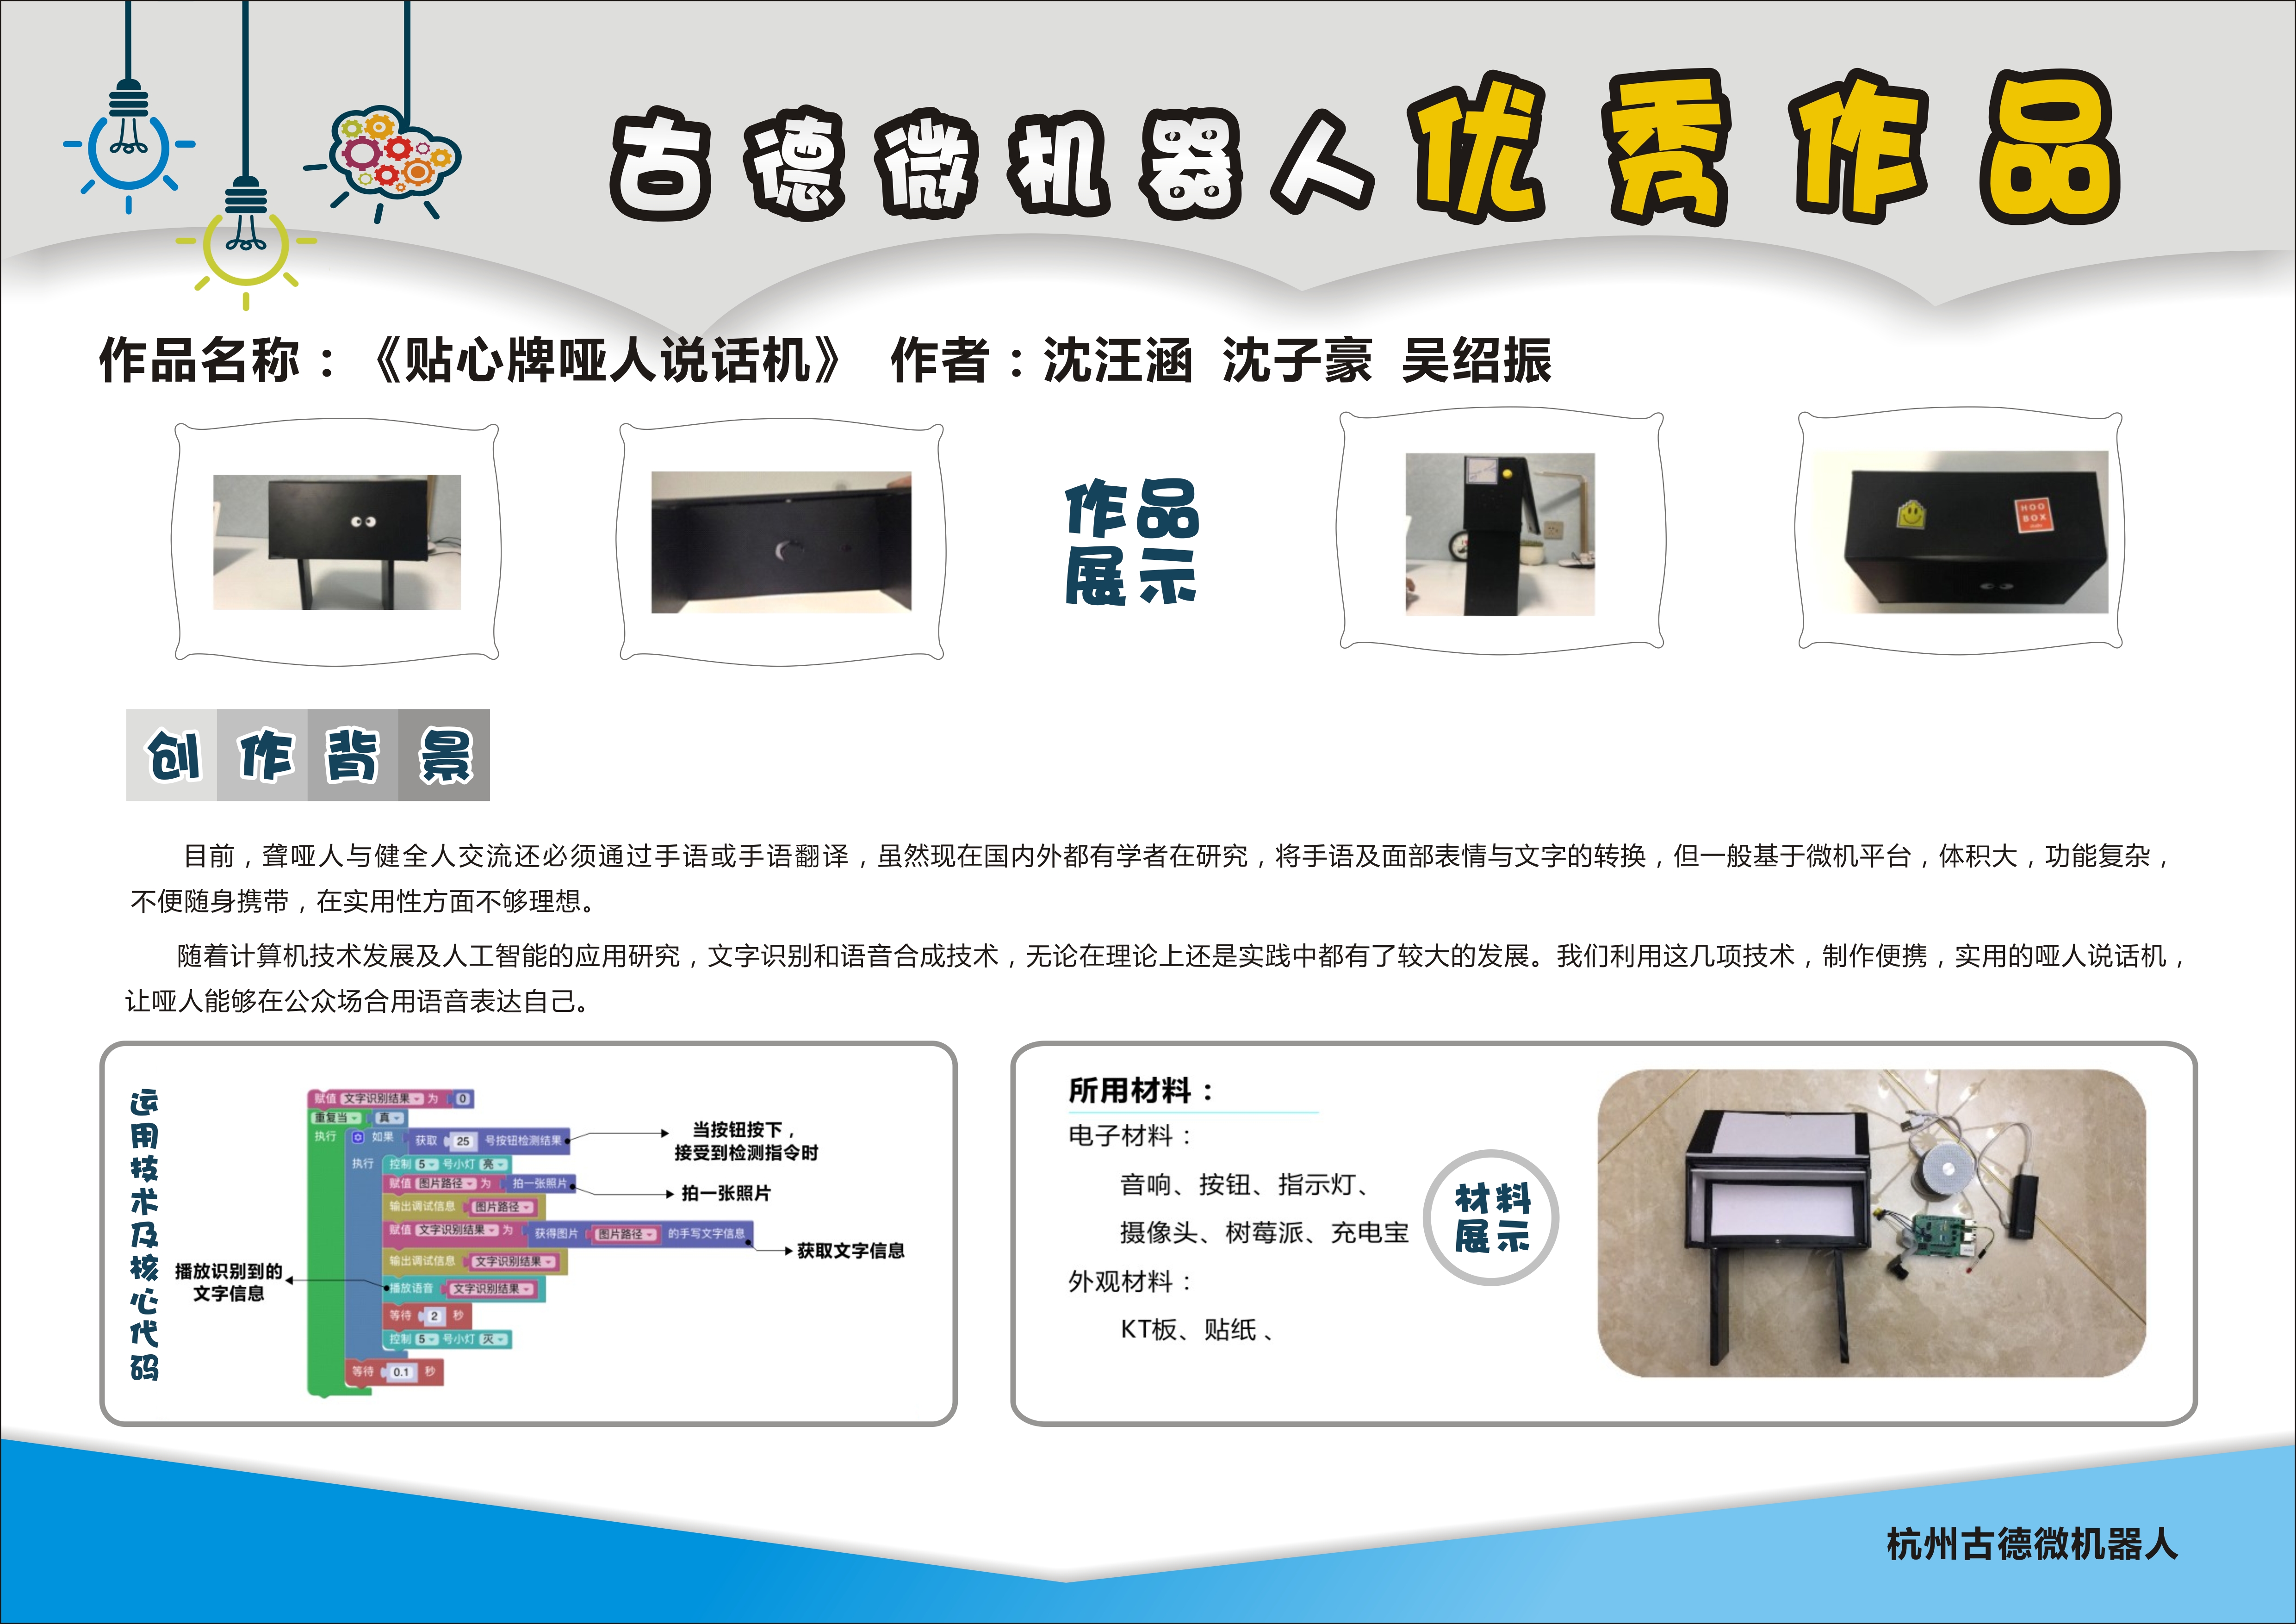 古德微机器人优秀作品
作品名称：《贴心牌哑人说话机》 作者：沈汪涵 沈子豪 吴绍振
作品
展示
HOO
BOX
创作背景
目前，聋哑人与健全人交流还必须通过手语或手语翻译，虽然现在国内外都有学者在研究，将手语及面部表情与文字的转换，但一般基于微机平台，体积大，功能复杂，
不便随身携带，在实用性方面不够理想。
随着计算机技术发展及人工智能的应用研究，文字识别和语音合成技术，无论在理论上还是实践中都有了较大的发展。我们利用这几项技术，制作便携，实用的哑人说话机，
让哑人能够在公众场合用语音表达自己。
运用技术及核心代码
赋值 文字识别结果 为 0
重复当 真
执行 如果 获取 25 号按钮检测结果
执行 控制 5 号小灯 亮
赋值 图片路径 为 拍一张照片
输出调试信息 图片路径
赋值 文字识别结果 为 获得图片 图片路径 的手写文字信息
输出调试信息 文字识别结果
播放语音 文字识别结果
等待 2 秒
控制 5 号小灯 灭
等待 0.1 秒
当按钮按下，
接受到检测指令时
拍一张照片
获取文字信息
播放识别到的
文字信息
所用材料：
电子材料：
音响、按钮、指示灯、
摄像头、树莓派、充电宝
外观材料：
KT板、贴纸 、
材料
展示
杭州古德微机器人